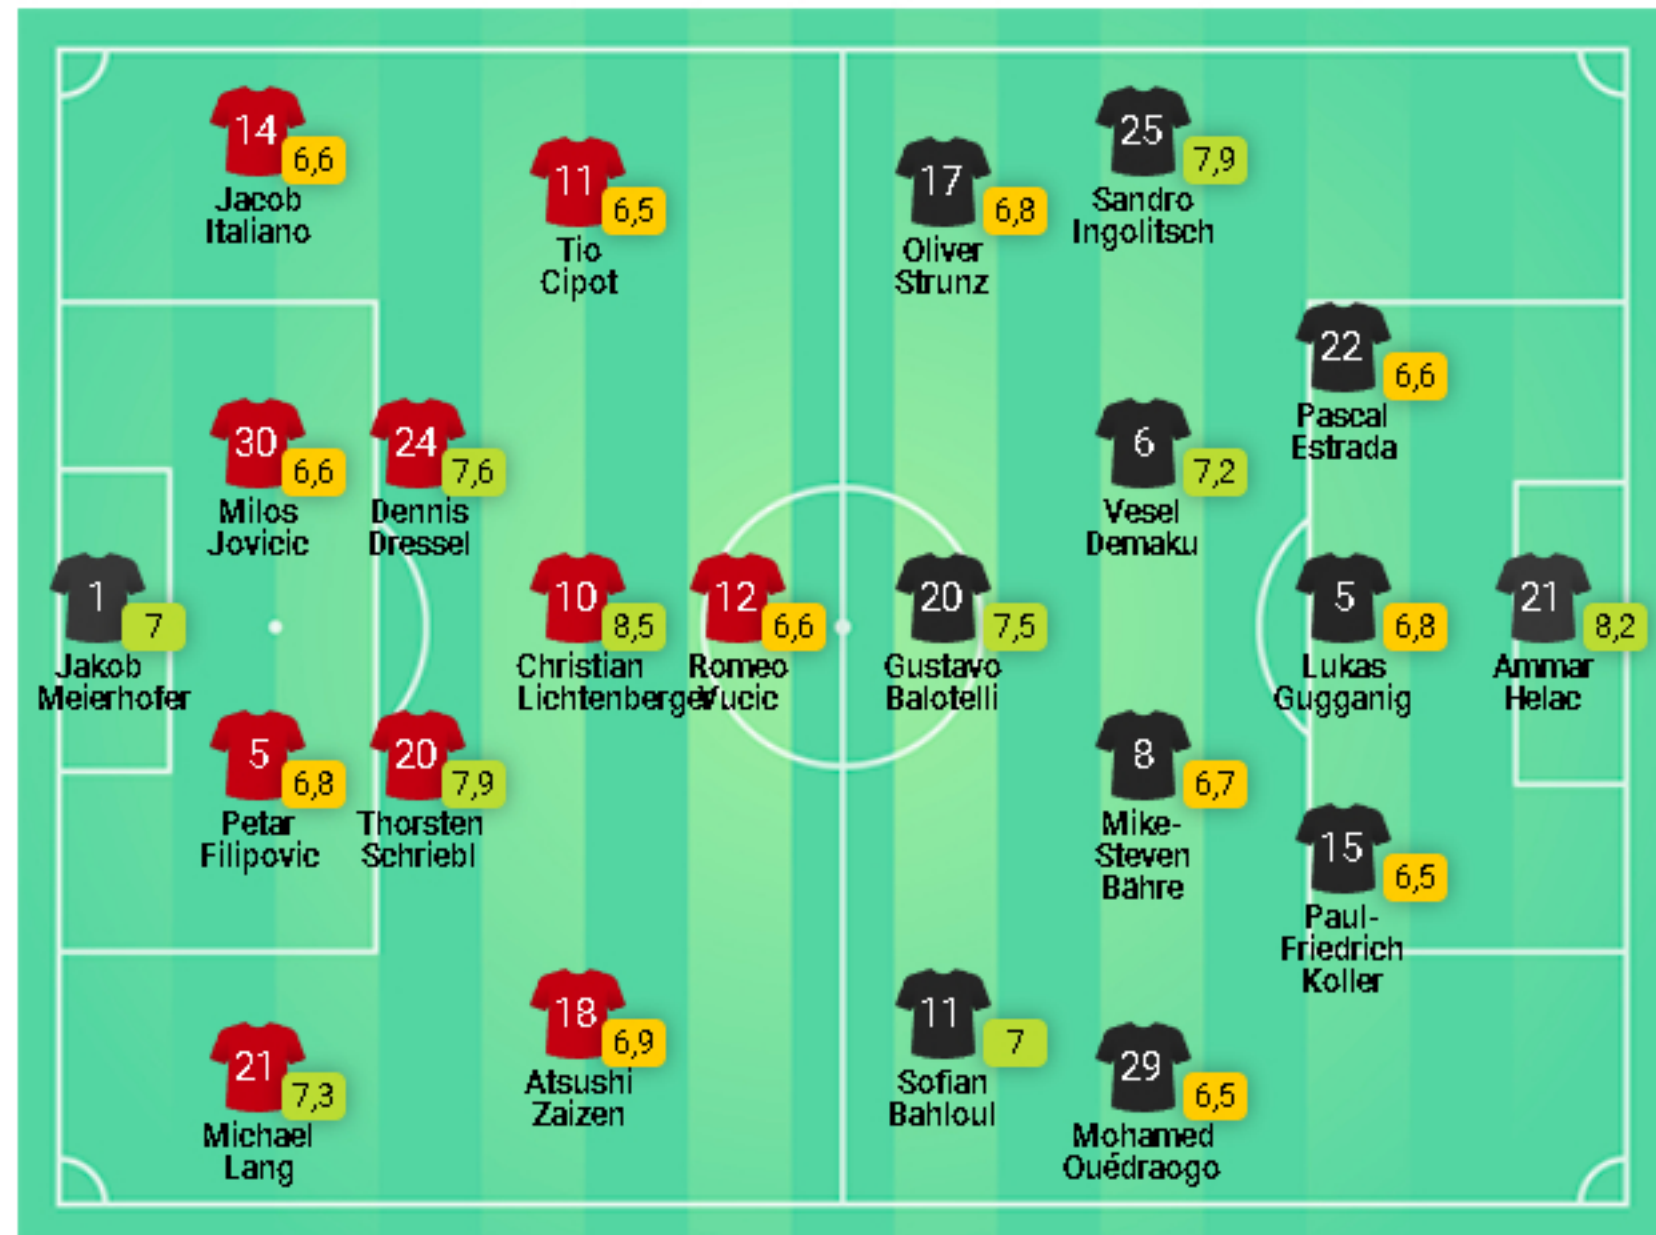 14
6,6
Jacob
Italiano
11
6,5
Tio
Cipot
17
6,8
Oliver
Strunz
25
7,9
Sandro
Ingolitsch
22
6,6
Pascal
Estrada
30
6,6
Milos
Jovicic
24
7,6
Dennis
Dressel
6
7,2
Vesel
Demaku
1
7
Jakob
Meierhofer
10
8,5
Christian
Lichtenberger
12
6,6
Romeo
Vucic
20
7,5
Gustavo
Balotelli
5
6,8
Lukas
Gugganig
21
8,2
Ammar
Helac
5
6,8
Petar
Filipovic
20
7,9
Thorsten
Schriebl
8
6,7
Mike-
Steven
Bähre
15
6,5
Paul-
Friedrich
Koller
21
7,3
Michael
Lang
18
6,9
Atsushi
Zaizen
11
7
Sofian
Bahloul
29
6,5
Mohamed
Ouédraogo